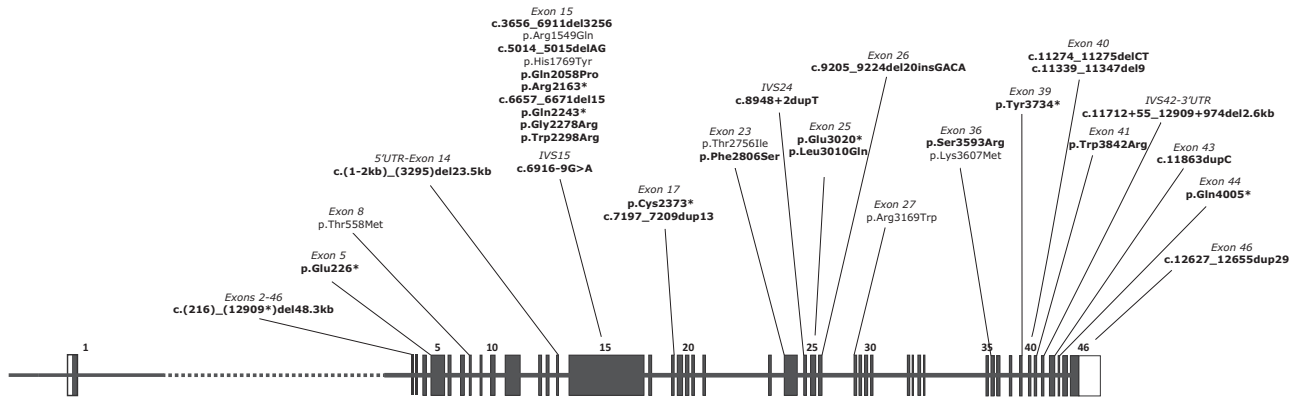 Exon 15
c.3656_6911del3256
p.Arg1549Gln
c.5014_5015delAG
p.His1769Tyr
p.Gln2058Pro
p.Arg2163*
c.6657_6671del15
p.Gln2243*
p.Gly2278Arg
p.Trp2298Arg
IVS15
c.6916-9G>A
5'UTR-Exon 14
c.(1-2kb)_(3295)del23.5kb
Exon 8
p.Thr558Met
Exon 5
p.Glu226*
Exons 2-46
c.(216)_(12909*)del48.3kb
Exon 17
p.Cys2373*
c.7197_7209dup13
Exon 23
p.Thr2756Ile
p.Phe2806Ser
IVS24
c.8948+2dupT
Exon 25
p.Glu3020*
p.Leu3010Gln
Exon 26
c.9205_9224del20insGACA
Exon 27
p.Arg3169Trp
Exon 36
p.Ser3593Arg
p.Lys3607Met
Exon 39
p.Tyr3734*
Exon 40
c.11274_11275delCT
c.11339_11347del9
Exon 41
p.Trp3842Arg
IVS42-3'UTR
c.11712+55_12909+974del2.6kb
Exon 43
c.11863dupC
Exon 44
p.Gln4005*
Exon 46
c.12627_12655dup29
1 5 10 15 20 25 30 35 40 46